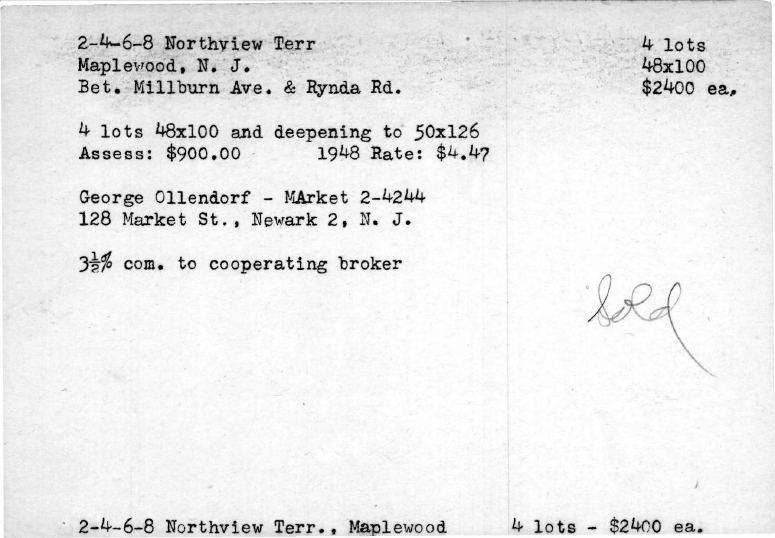 2-4-6-8 Northview Terr 4 lots
Maplewood, N. J. 48x100
Bet. Millburn Ave. & Rynda Rd. $2400 ea.
4 lots 48x100 and deepening to 50x126
Assess: $900.00 1948 Rate: $4.47
George Ollendorf - MArket 2-4244
128 Market St., Newark 2, N. J.
3½% com. to cooperating broker
Sold
2-4-6-8 Northview Terr., Maplewood 4 lots - $2400 ea.